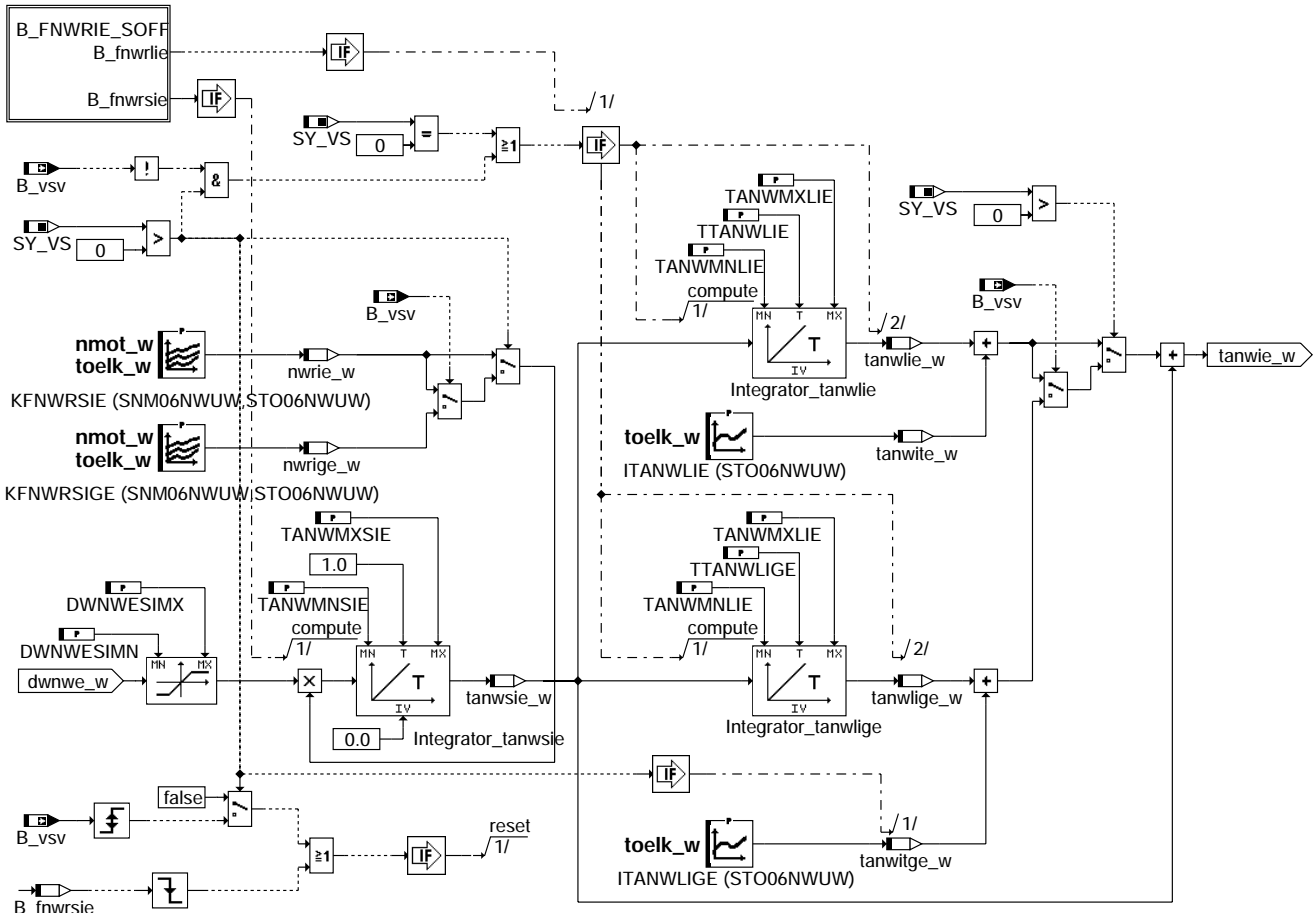 B_FNWRIE_SOFF
B_fnwrlie
IF
B_fnwrsie
IF
/1/
SY_VS
0
=
≥1
IF
B_vsv
!
&
SY_VS
0
>
TANWMXLIE
TTANWLIE
TANWMNLIE
compute
/1/
SY_VS
0
>
B_vsv
B_vsv
nmot_w
toelk_w
P
nwrie_w
KFNWRSIE (SNM06NWUW,STO06NWUW)
MN T MX
T
IV
Integrator_tanwlie
/2/
tanwlie_w
+
+
tanwie_w
nmot_w
toelk_w
P
nwrige_w
KFNWRSIGE (SNM06NWUW,STO06NWUW)
toelk_w
P
tanwite_w
ITANWLIE (STO06NWUW)
TANWMXSIE
1.0
TANWMNSIE
compute
/1/
TANWMXLIE
TTANWLIGE
TANWMNLIE
compute
/1/
DWNWESIMX
DWNWESIMN
dwnwe_w
MN MX
×
MN T MX
T
IV
0.0
Integrator_tanwsie
tanwsie_w
MN T MX
T
IV
Integrator_tanwlige
/2/
tanwlige_w
+
false
B_vsv
IF
/1/
≥1
IF
reset
/1/
toelk_w
P
tanwitge_w
ITANWLIGE (STO06NWUW)
B_fnwrsie